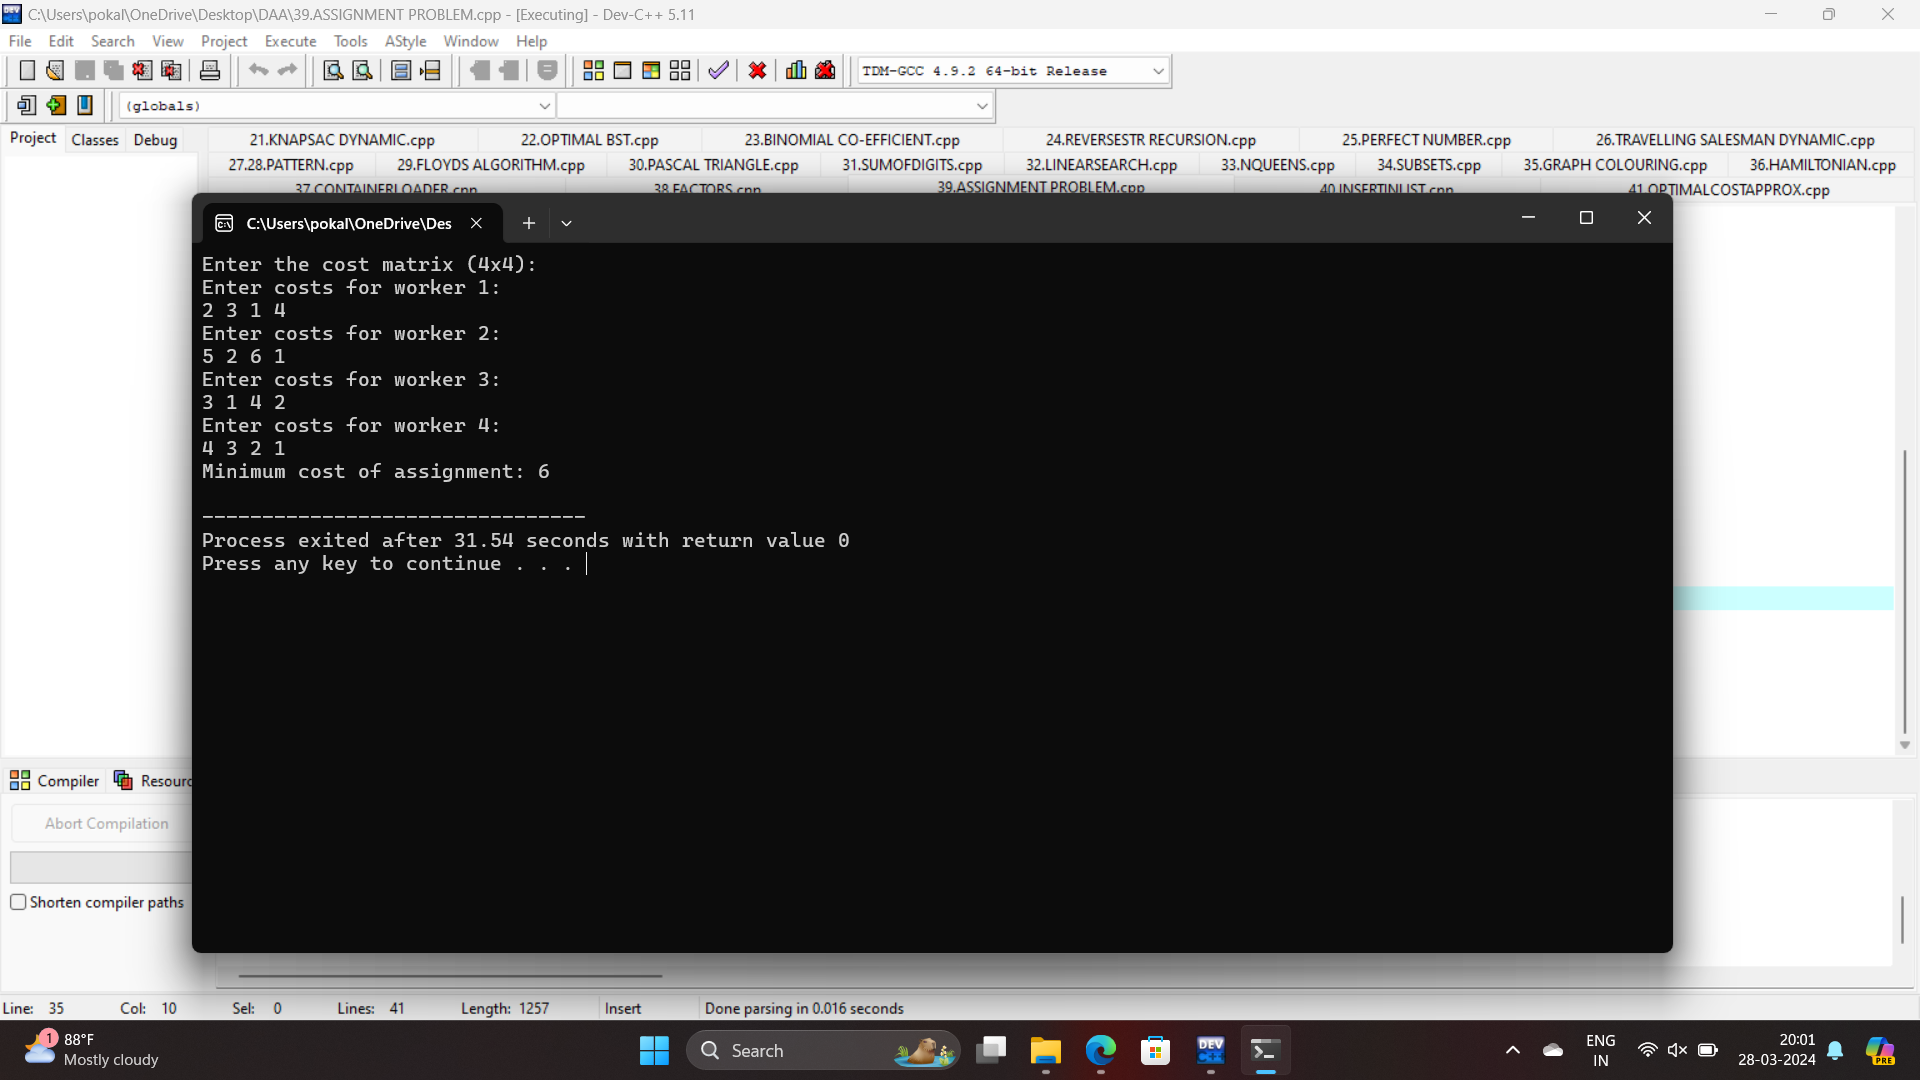 C:\Users\pokal\OneDrive\Desktop\DAA\39.ASSIGNMENT PROBLEM.cpp - [Executing] - Dev-C++ 5.11
File Edit Search View Project Execute Tools AStyle Window Help
TDM-GCC 4.9.2 64-bit Release
(globals)
Project Classes Debug
21.KNAPSAC DYNAMIC.cpp 22.OPTIMAL BST.cpp 23.BINOMIAL CO-EFFICIENT.cpp 24.REVERSESTR RECURSION.cpp 25.PERFECT NUMBER.cpp 26.TRAVELLING SALESMAN DYNAMIC.cpp
27.28.PATTERN.cpp 29.FLOYDS ALGORITHM.cpp 30.PASCAL TRIANGLE.cpp 31.SUMOFDIGITS.cpp 32.LINEARSEARCH.cpp 33.NQUEENS.cpp 34.SUBSETS.cpp 35.GRAPH COLOURING.cpp 36.HAMILTONIAN.cpp
37.CONTAINERLOADER.cpp 38.FACTORS.cpp 39.ASSIGNMENT PROBLEM.cpp 40.INSERTINLIST.cpp 41.OPTIMALCOSTAPPROX.cpp
C:\Users\pokal\OneDrive\Des
Enter the cost matrix (4x4):
Enter costs for worker 1:
2 3 1 4
Enter costs for worker 2:
5 2 6 1
Enter costs for worker 3:
3 1 4 2
Enter costs for worker 4:
4 3 2 1
Minimum cost of assignment: 6
--------------------------------
Process exited after 31.54 seconds with return value 0
Press any key to continue . . .
Compiler Resourc
Abort Compilation
Shorten compiler paths
Line: 35 Col: 10 Sel: 0 Lines: 41 Length: 1257 Insert Done parsing in 0.016 seconds
1
88°F
Mostly cloudy
Search
DEV
PRE
ENG
IN
20:01
28-03-2024